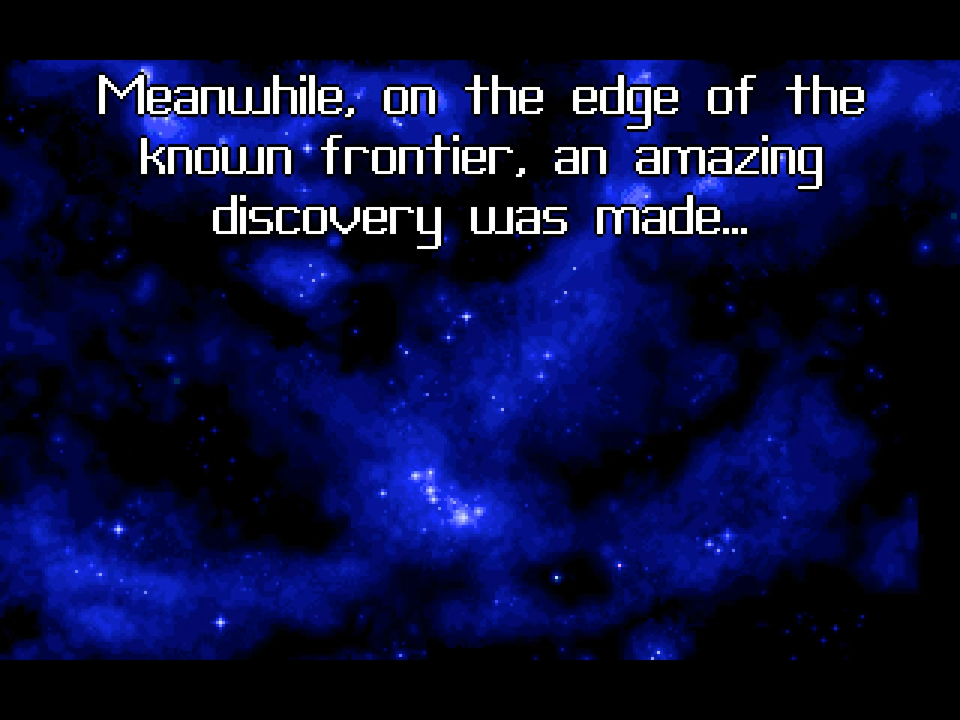 Meanwhile, on the edge of the
known frontier, an amazing
discovery was made...